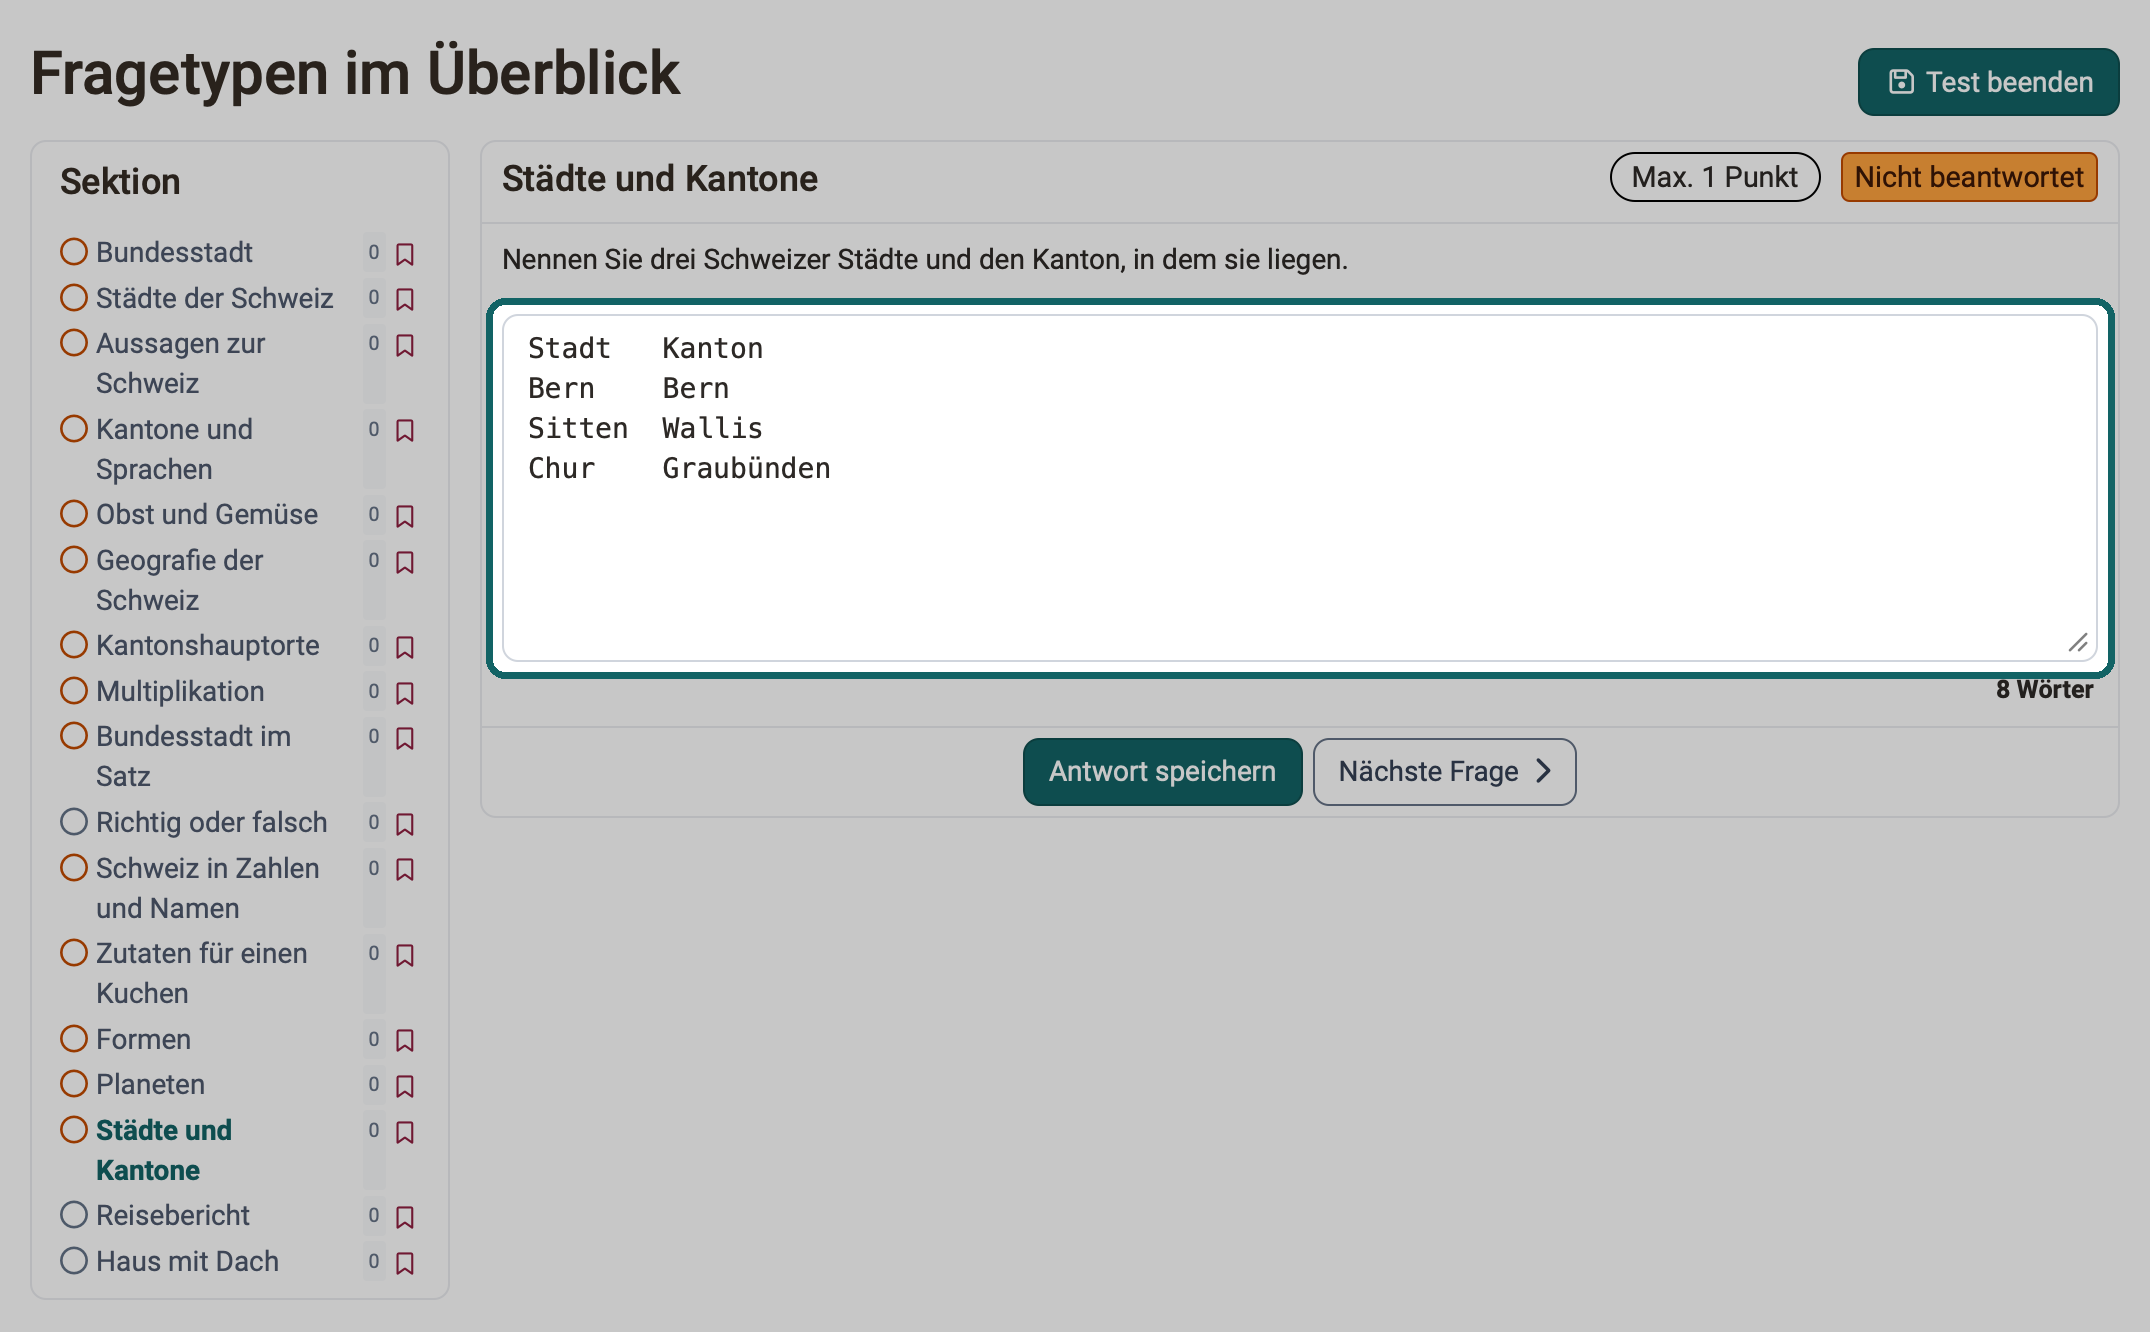 Fragetypen im Überblick
Test beenden
Sektion
Bundesstadt 0
Städte der Schweiz 0
Aussagen zur 0
Schweiz
Kantone und 0
Sprachen
Obst und Gemüse 0
Geografie der 0
Schweiz
Kantonshauptorte 0
Multiplikation 0
Bundesstadt im 0
Satz
Richtig oder falsch 0
Schweiz in Zahlen 0
und Namen
Zutaten für einen 0
Kuchen
Formen 0
Planeten 0
Städte und 0
Kantone
Reisebericht 0
Haus mit Dach 0
Städte und Kantone
Max. 1 Punkt
Nicht beantwortet
Nennen Sie drei Schweizer Städte und den Kanton, in dem sie liegen.
Stadt Kanton
Bern Bern
Sitten Wallis
Chur Graubünden
8 Wörter
Antwort speichern
Nächste Frage